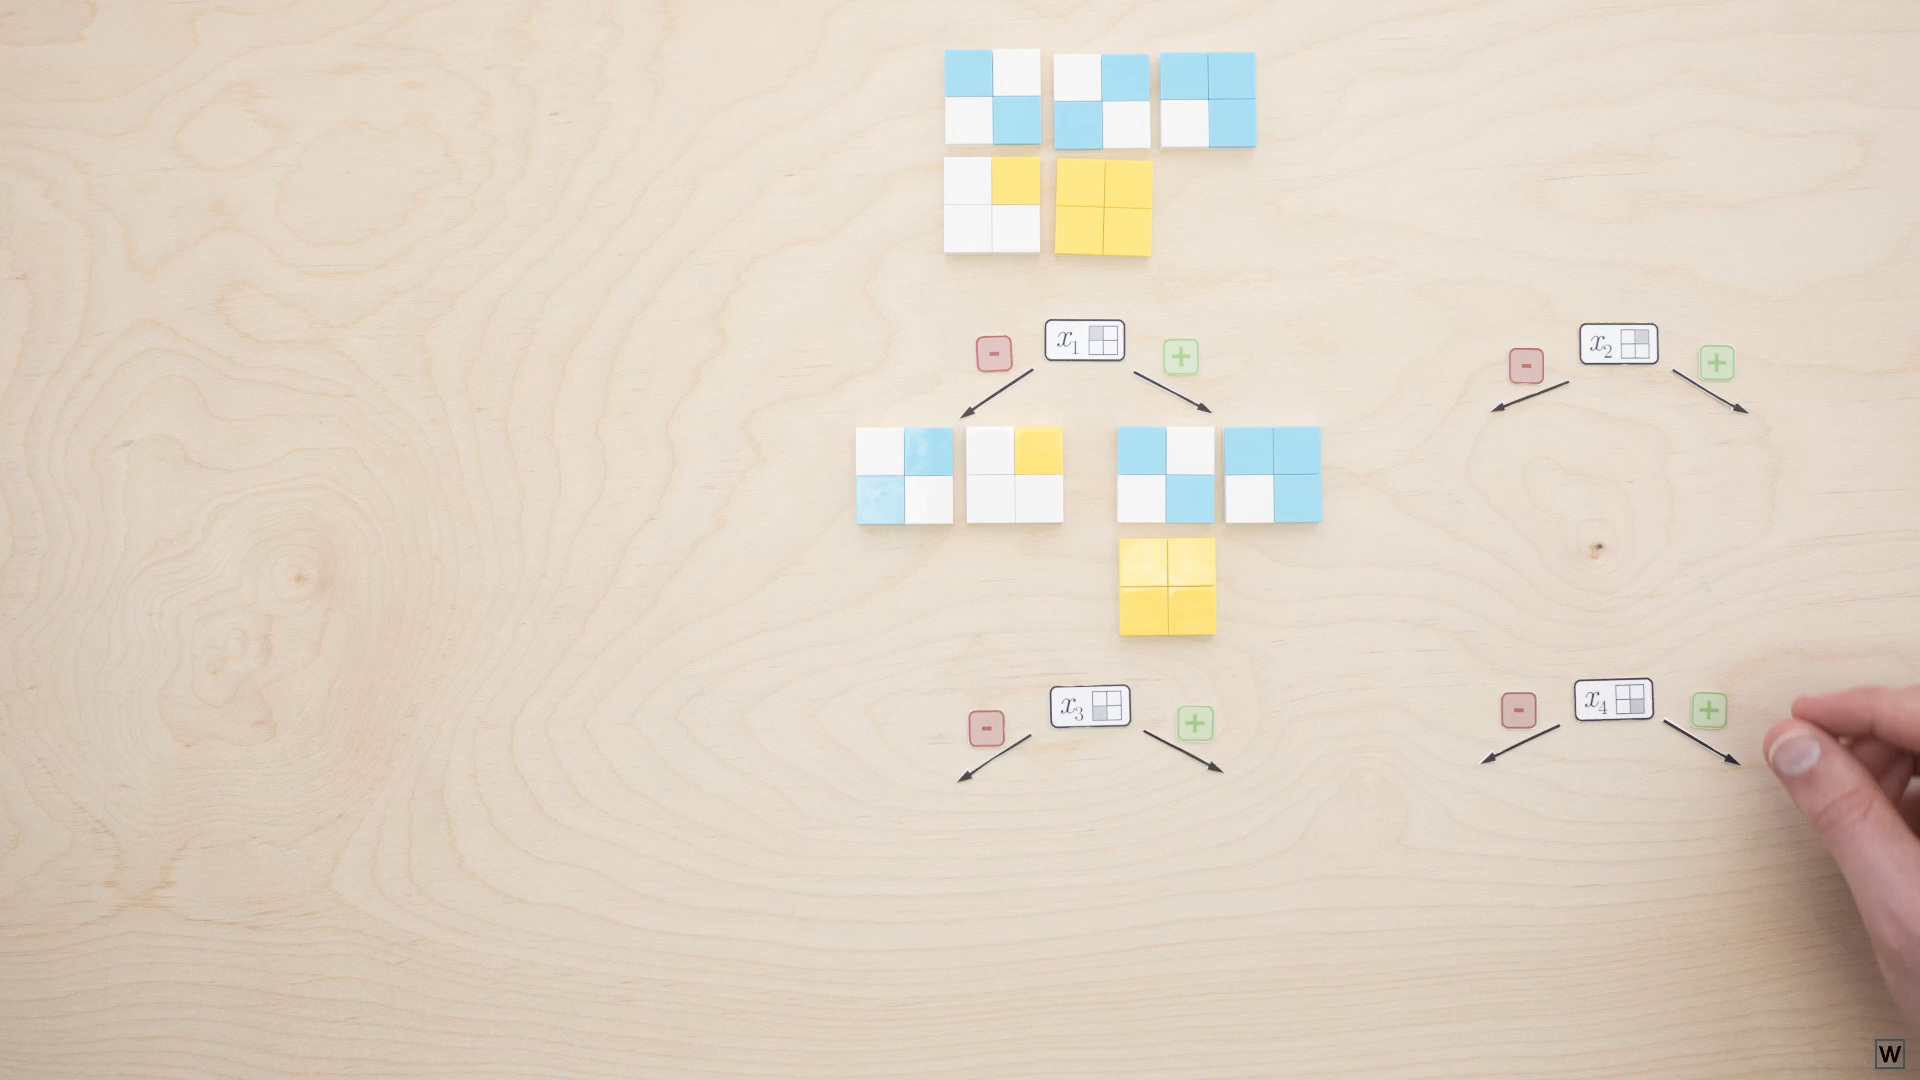 - x₁ +
- x₂ +
- x₃ +
- x₄ +
W